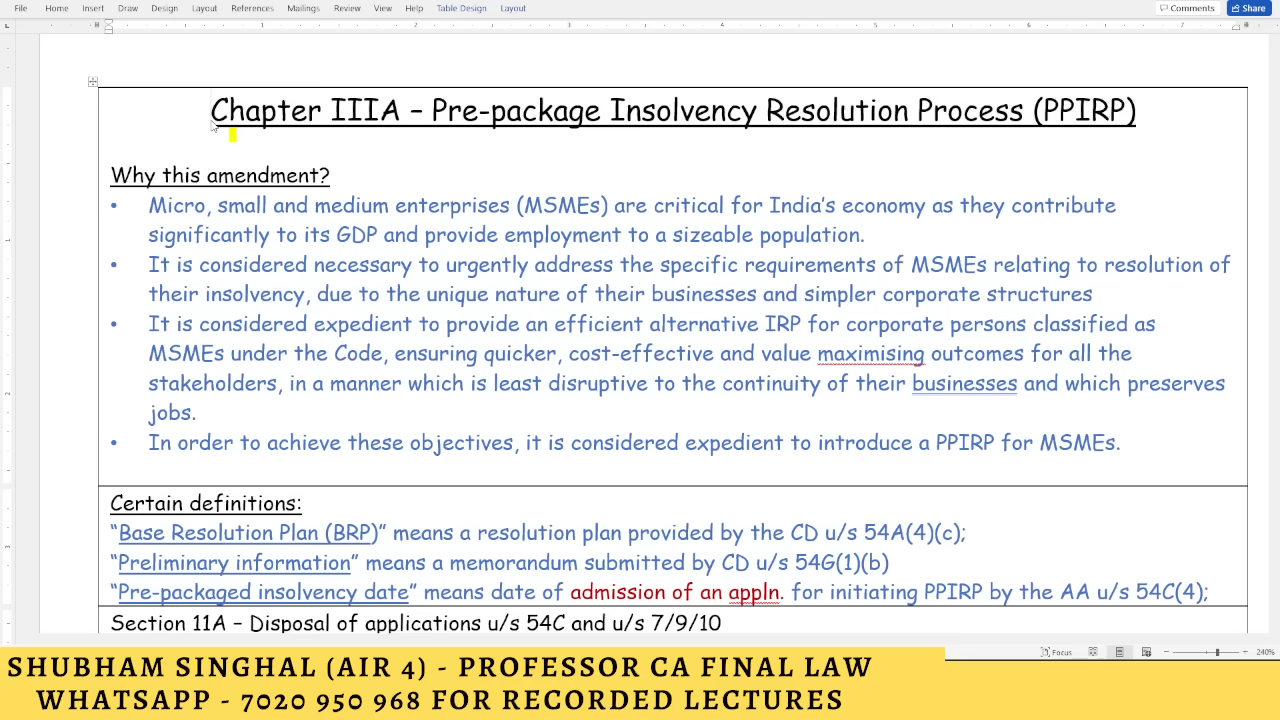 File Home Insert Draw Design Layout References Mailings Review View Help Table Design Layout Comments Share
1 2 3 4 5 6 7
Chapter IIIA – Pre-package Insolvency Resolution Process (PPIRP)
Why this amendment?
• Micro, small and medium enterprises (MSMEs) are critical for India's economy as they contribute
significantly to its GDP and provide employment to a sizeable population.
• It is considered necessary to urgently address the specific requirements of MSMEs relating to resolution of
their insolvency, due to the unique nature of their businesses and simpler corporate structures
• It is considered expedient to provide an efficient alternative IRP for corporate persons classified as
MSMEs under the Code, ensuring quicker, cost-effective and value maximising outcomes for all the
stakeholders, in a manner which is least disruptive to the continuity of their businesses and which preserves
jobs.
• In order to achieve these objectives, it is considered expedient to introduce a PPIRP for MSMEs.
Certain definitions:
“Base Resolution Plan (BRP)” means a resolution plan provided by the CD u/s 54A(4)(c);
“Preliminary information” means a memorandum submitted by CD u/s 54G(1)(b)
“Pre-packaged insolvency date” means date of admission of an appln. for initiating PPIRP by the AA u/s 54C(4);
Section 11A – Disposal of applications u/s 54C and u/s 7/9/10
Focus 240%
SHUBHAM SINGHAL (AIR 4) - PROFESSOR CA FINAL LAW
WHATSAPP - 7020 950 968 FOR RECORDED LECTURES